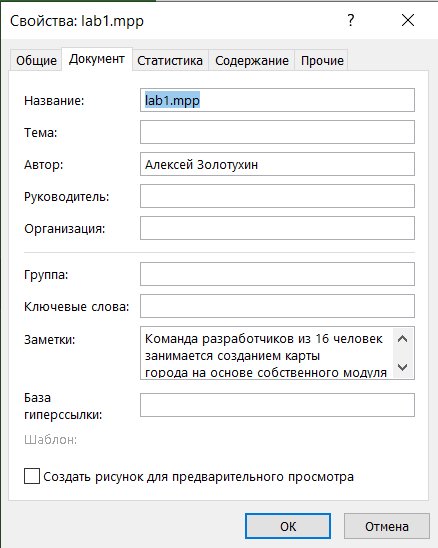 Свойства: lab1.mpp ? ×
Общие Документ Статистика Содержание Прочие
Название: lab1.mpp
Тема:
Автор: Алексей Золотухин
Руководитель:
Организация:
Группа:
Ключевые слова:
Заметки: Команда разработчиков из 16 человек
занимается созданием карты
города на основе собственного модуля
База
гиперссылки:
Шаблон:
Создать рисунок для предварительного просмотра
ОК Отмена